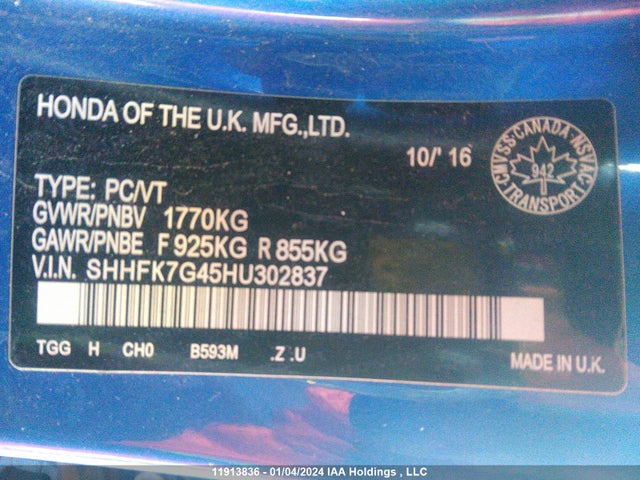 HONDA OF THE U.K. MFG.,LTD.
10/' 16
CMVSS·CANADA·NSVAC
942
TRANSPORT
TYPE: PC/VT
GVWR/PNBV 1770KG
GAWR/PNBE F 925KG R 855KG
V.I.N. SHHFK7G45HU302837
TGG H CH0 B593M .Z .U
MADE IN U.K.
11913836 - 01/04/2024 IAA Holdings , LLC